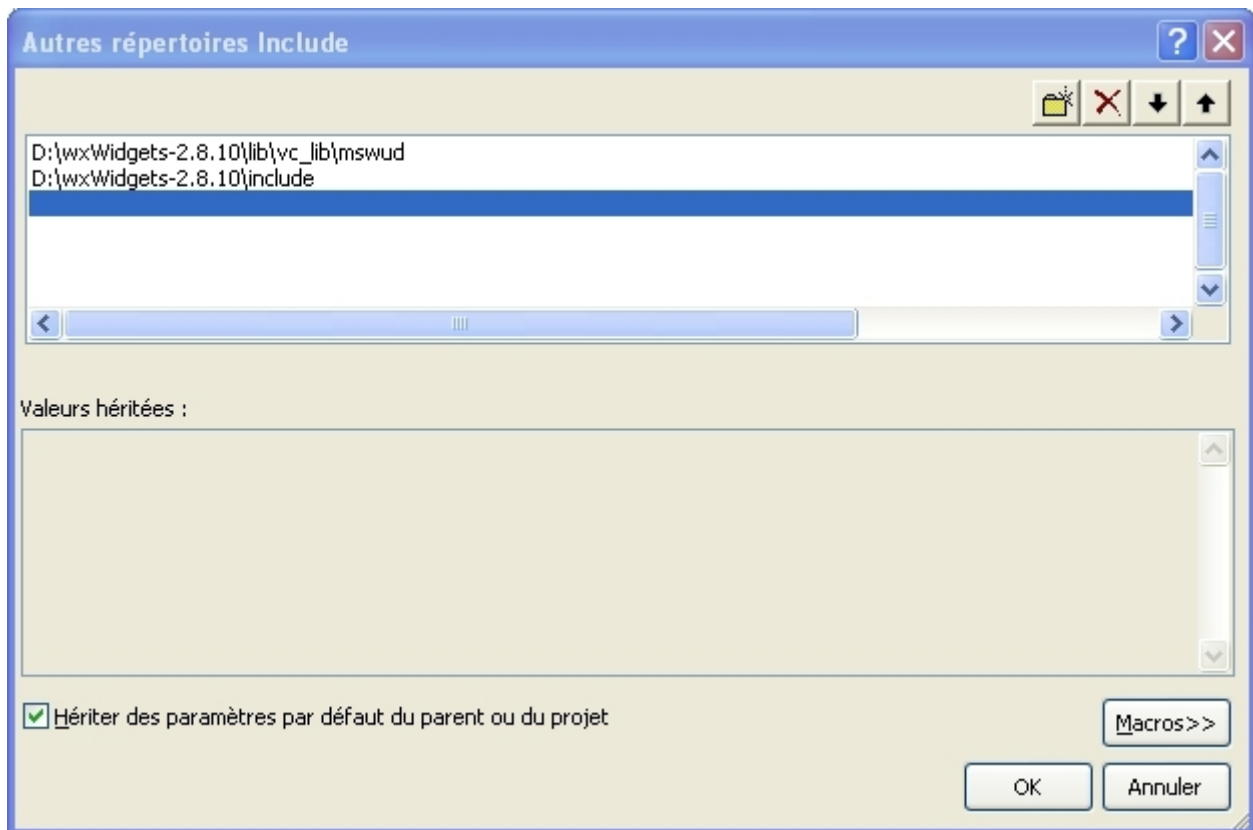 Autres répertoires Include
D:\wxWidgets-2.8.10\lib\vc_lib\mswud
D:\wxWidgets-2.8.10\include
Valeurs héritées :
Hériter des paramètres par défaut du parent ou du projet
Macros>>
OK
Annuler